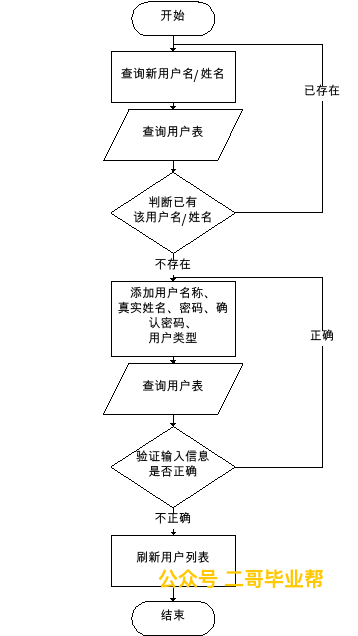 开始
查询新用户名/姓名
已存在
查询用户表
判断已有
该用户名/姓名
不存在
添加用户名称、
真实姓名、密码、确
认密码、
用户类型
正确
查询用户表
验证输入信息
是否正确
不正确
刷新用户列表
公众号 二哥毕业帮
结束